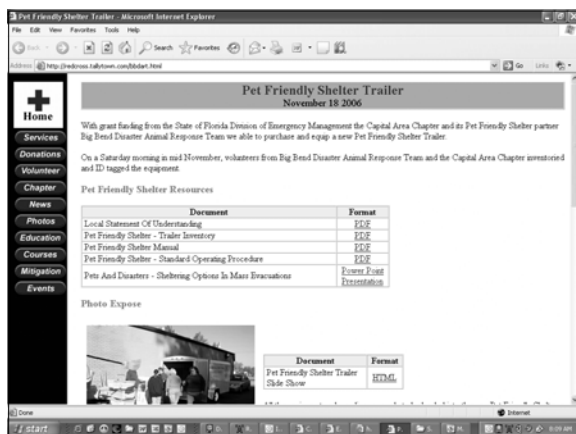 Pet Friendly Shelter Trailer - Microsoft Internet Explorer
File Edit View Favorites Tools Help
Back Search Favorites
Address http://redcross.tallytown.com/bbdart.html Go Links
Pet Friendly Shelter Trailer
November 18 2006
Home
Services
Donations
Volunteer
Chapter
News
Photos
Education
Courses
Mitigation
Events
With grant funding from the State of Florida Division of Emergency Management the Capital Area Chapter and its Pet Friendly Shelter partner
Big Bend Disaster Animal Response Team we able to purchase and equip a new Pet Friendly Shelter Trailer.
On a Saturday morning in mid November, volunteers from Big Bend Disaster Animal Response Team and the Capital Area Chapter inventoried
and ID tagged the equipment.
Pet Friendly Shelter Resources
Document Format
Local Statement Of Understanding PDF
Pet Friendly Shelter - Trailer Inventory PDF
Pet Friendly Shelter Manual PDF
Pet Friendly Shelter - Standard Operating Procedure PDF
Pets And Disasters - Sheltering Options In Mass Evacuations Power Point
Presentation
Photo Expose
Document Format
Pet Friendly Shelter Trailer
Slide Show HTML
Done Internet
start